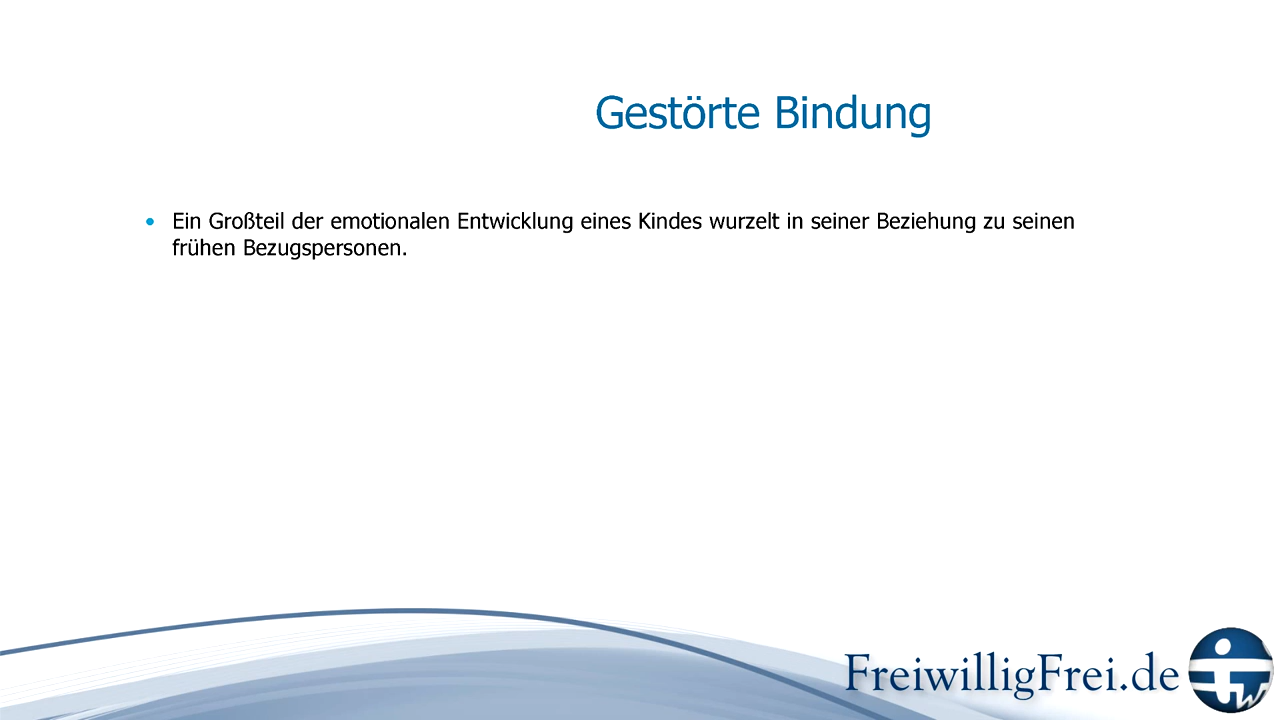 Gestörte Bindung
• Ein Großteil der emotionalen Entwicklung eines Kindes wurzelt in seiner Beziehung zu seinen
frühen Bezugspersonen.
FreiwilligFrei.de